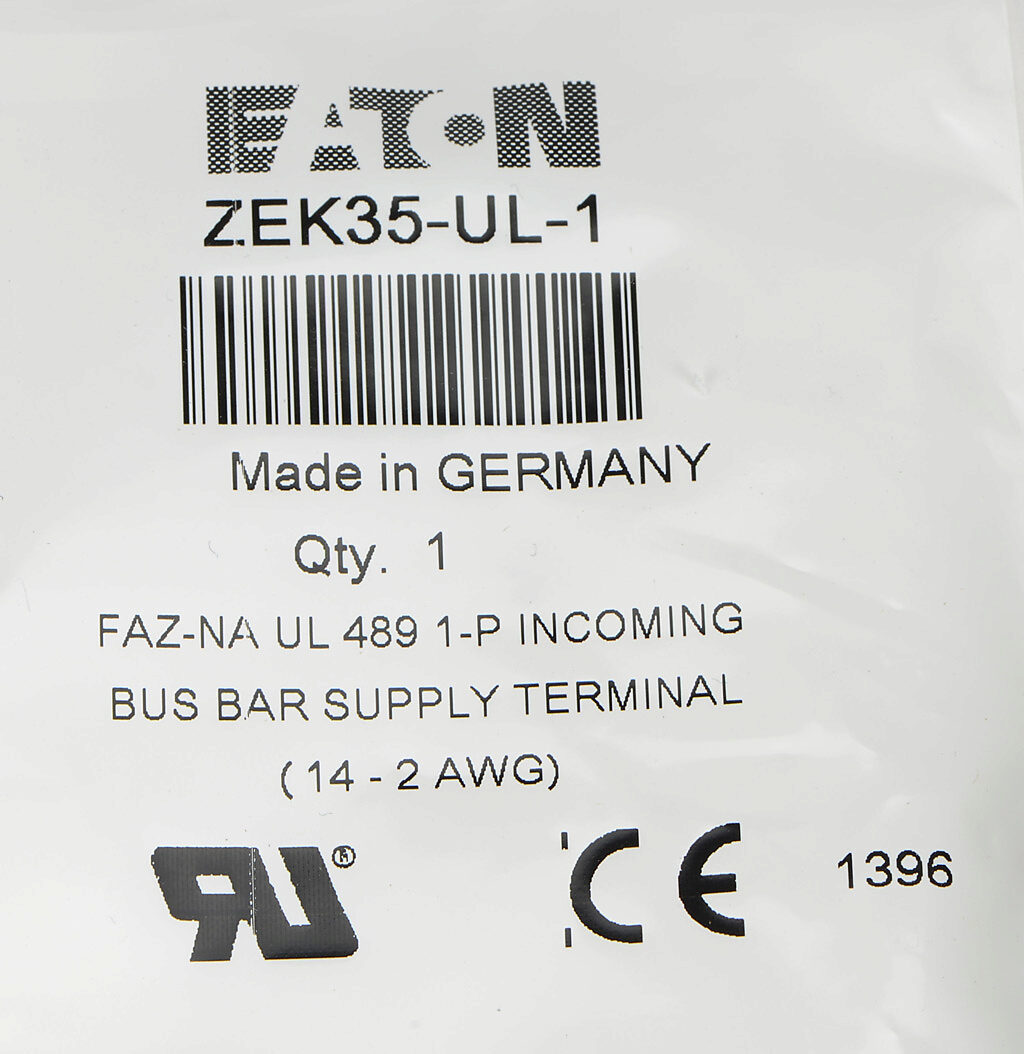 EATON
ZEK35-UL-1
Made in GERMANY
Qty. 1
FAZ-NA UL 489 1-P INCOMING
BUS BAR SUPPLY TERMINAL
(14 - 2 AWG)
RU® CE 1396